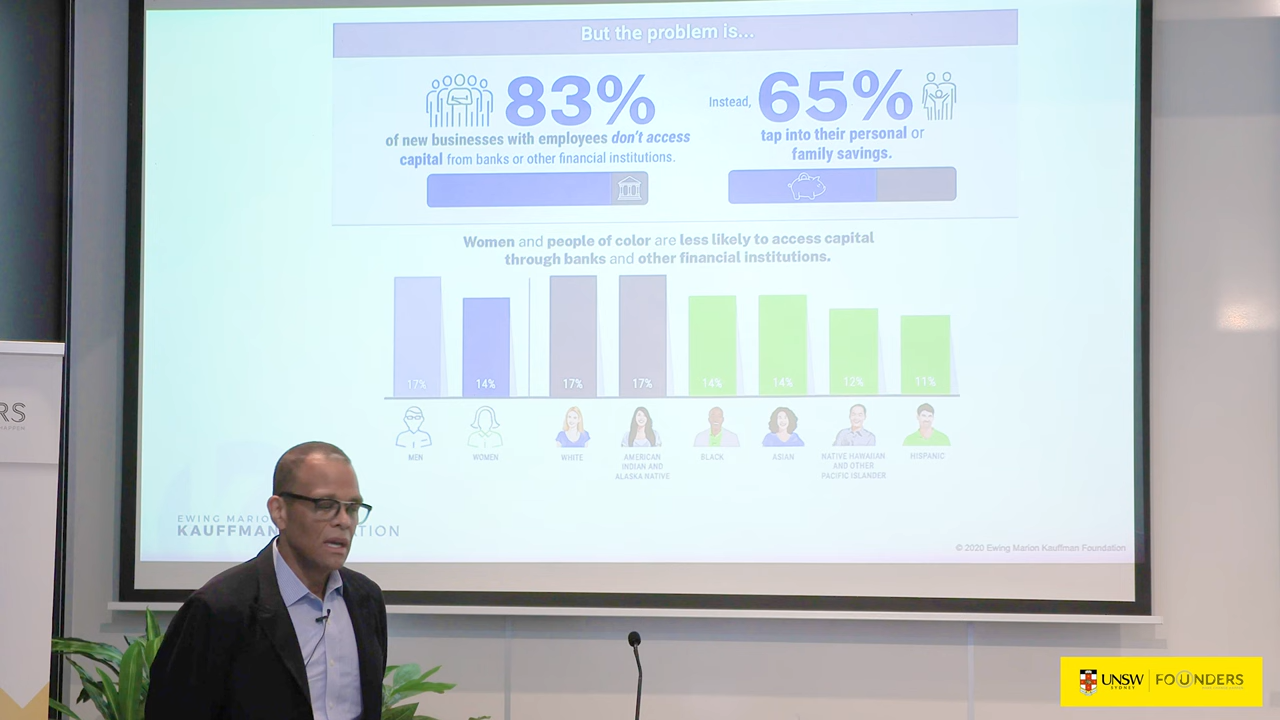 But the problem is...
83%
of new businesses with employees don't access
capital from banks or other financial institutions.
Instead, 65%
tap into their personal or
family savings.
Women and people of color are less likely to access capital
through banks and other financial institutions.
17%
14%
17%
17%
14%
14%
12%
11%
MEN
WOMEN
WHITE
AMERICAN
INDIAN AND
ALASKA NATIVE
BLACK
ASIAN
NATIVE HAWAIIAN
AND OTHER
PACIFIC ISLANDER
HISPANIC
EWING MARIO
KAUFFMAN ATION
© 2020 Ewing Marion Kauffman Foundation
RS
UNSW
SYDNEY
FOUNDERS